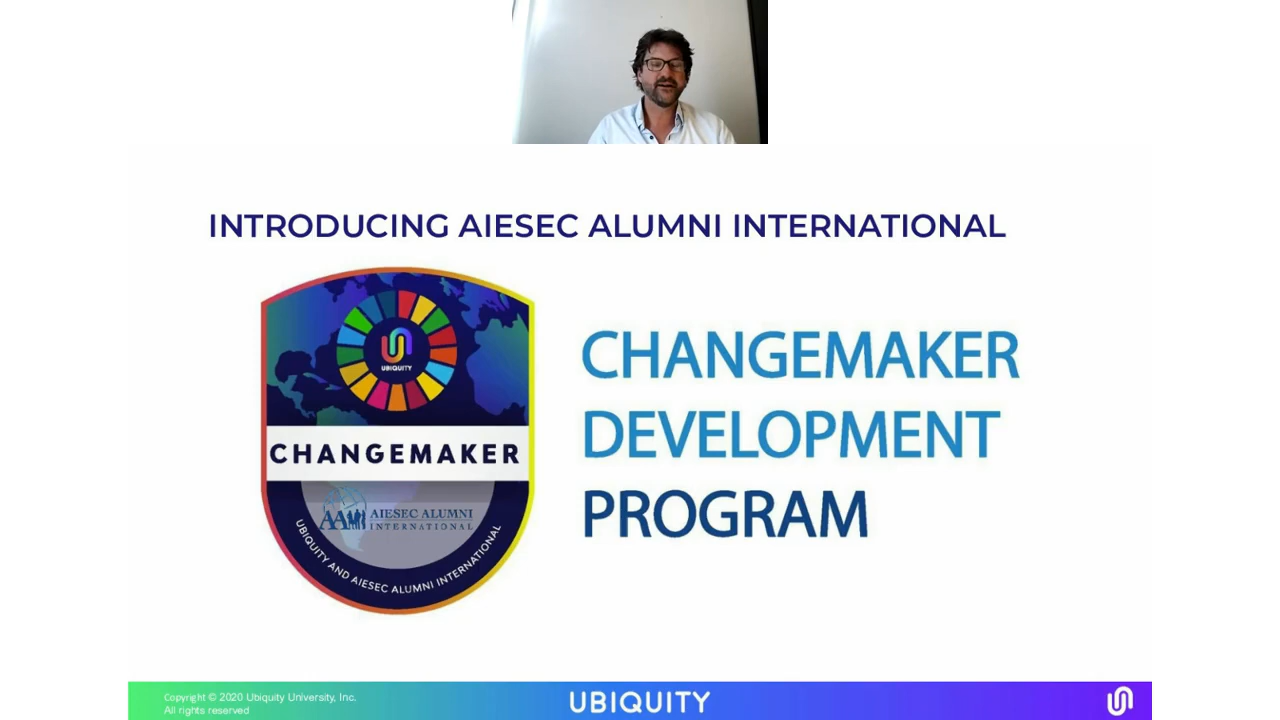 INTRODUCING AIESEC ALUMNI INTERNATIONAL
UBIQUITY
CHANGEMAKER
AA AIESEC ALUMNI
INTERNATIONAL
UBIQUITY AND AIESEC ALUMNI INTERNATIONAL
CHANGEMAKER
DEVELOPMENT
PROGRAM
Copyright © 2020 Ubiquity University, Inc.
All rights reserved
UBIQUITY